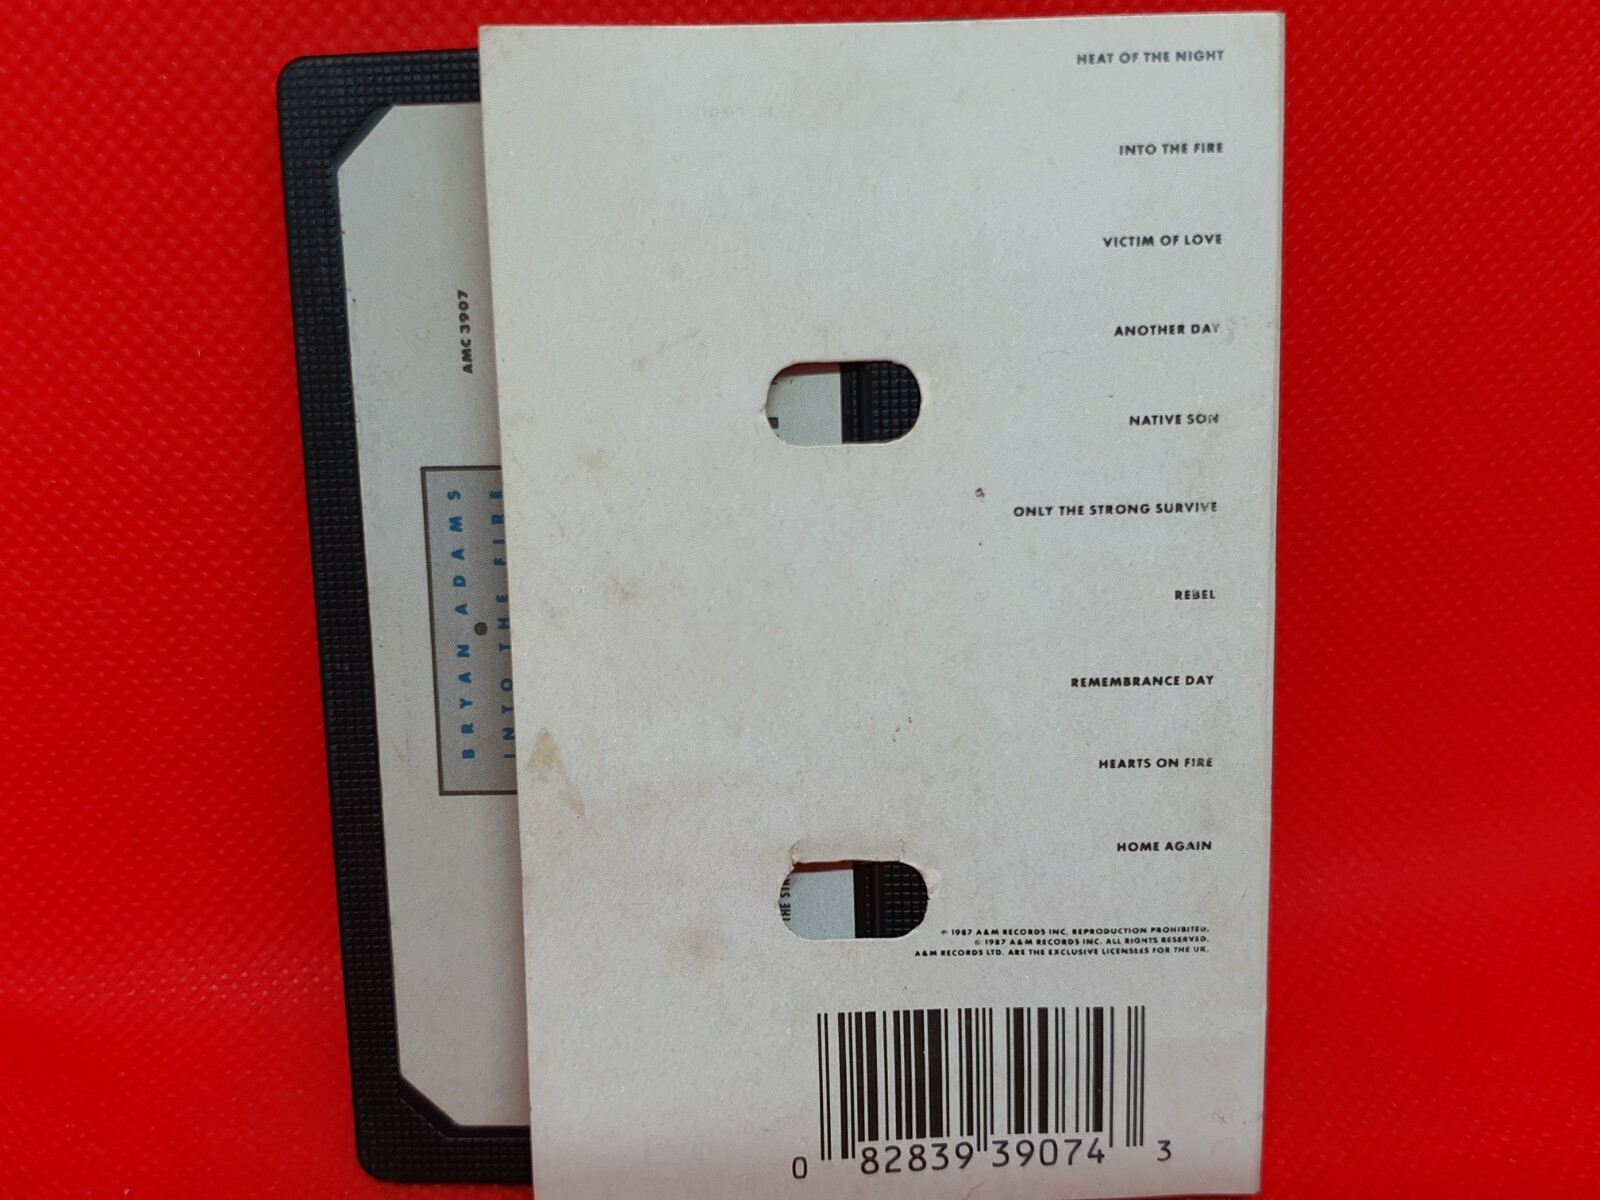 AMC 3907
BRYAN ADAMS
INTO THE FIRE
HEAT OF THE NIGHT
INTO THE FIRE
VICTIM OF LOVE
ANOTHER DAY
NATIVE SON
ONLY THE STRONG SURVIVE
REBEL
REMEMBRANCE DAY
HEARTS ON FIRE
HOME AGAIN
THE STR
℗ 1987 A&M RECORDS INC. REPRODUCTION PROHIBITED.
© 1987 A&M RECORDS INC. ALL RIGHTS RESERVED.
A&M RECORDS LTD. ARE THE EXCLUSIVE LICENSEES FOR THE UK.
0 82839 39074 3